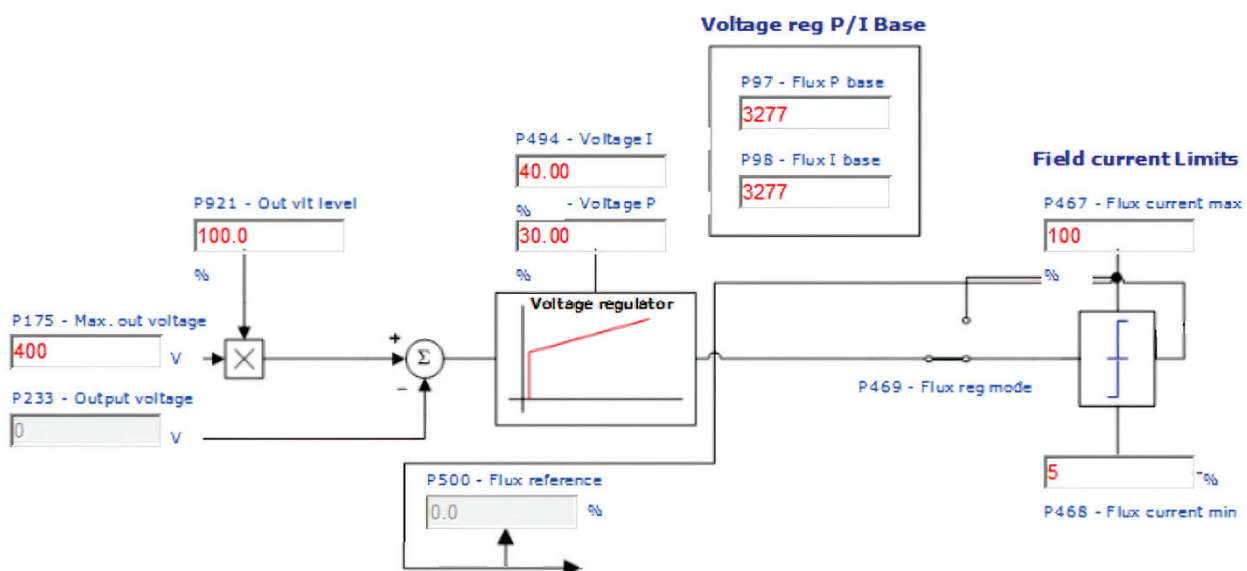 Voltage reg P/I Base
P97 - Flux P base
3277
P98 - Flux I base
3277
P494 - Voltage I
40.00
%
- Voltage P
30.00
%
P921 - Out vlt level
100.0
%
Field current Limits
P467 - Flux current max
100
%
Voltage regulator
P175 - Max. out voltage
400
V
+
Σ
−
P469 - Flux reg mode
P233 - Output voltage
0
V
P500 - Flux reference
0.0
%
5
-%
P468 - Flux current min